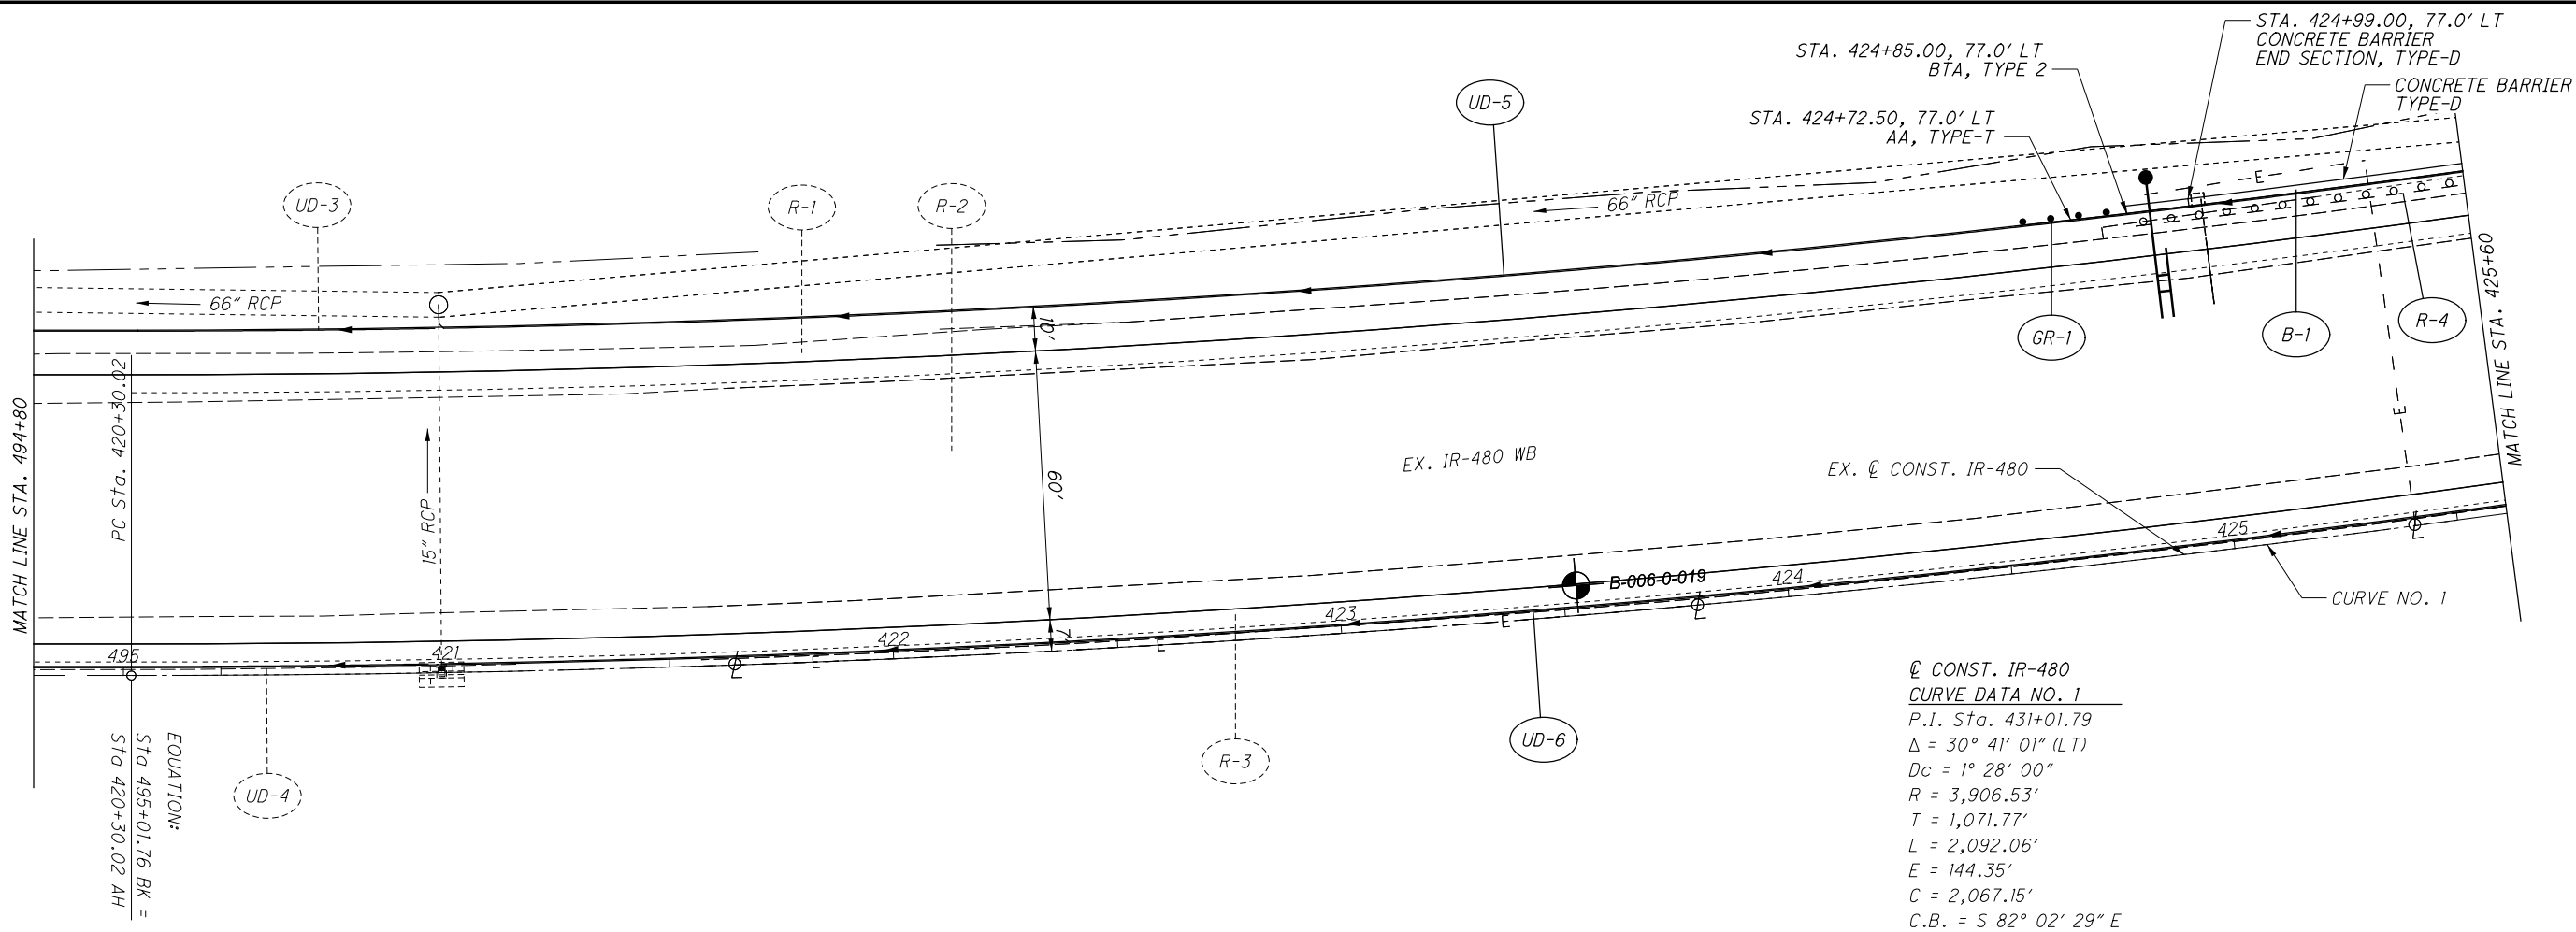 STA. 424+99.00, 77.0' LT
CONCRETE BARRIER
END SECTION, TYPE-D
STA. 424+85.00, 77.0' LT
BTA, TYPE 2
CONCRETE BARRIER
TYPE-D
STA. 424+72.50, 77.0' LT
AA, TYPE-T
UD-5
UD-3
R-1
R-2
66" RCP
E
66" RCP
10'
GR-1
B-1
R-4
MATCH LINE STA. 425+60
MATCH LINE STA. 494+80
PC Sta. 420+30.02
15" RCP
60'
EX. IR-480 WB
EX. ℄ CONST. IR-480
E
425
424
423
422
421
495
B-006-0-019
7'
E
E
E
CURVE NO. 1
UD-4
R-3
UD-6
EQUATION:
Sta 495+01.76 BK =
Sta 420+30.02 AH
℄ CONST. IR-480
CURVE DATA NO. 1
P.I. Sta. 431+01.79
Δ = 30° 41' 01" (LT)
Dc = 1° 28' 00"
R = 3,906.53'
T = 1,071.77'
L = 2,092.06'
E = 144.35'
C = 2,067.15'
C.B. = S 82° 02' 29" E